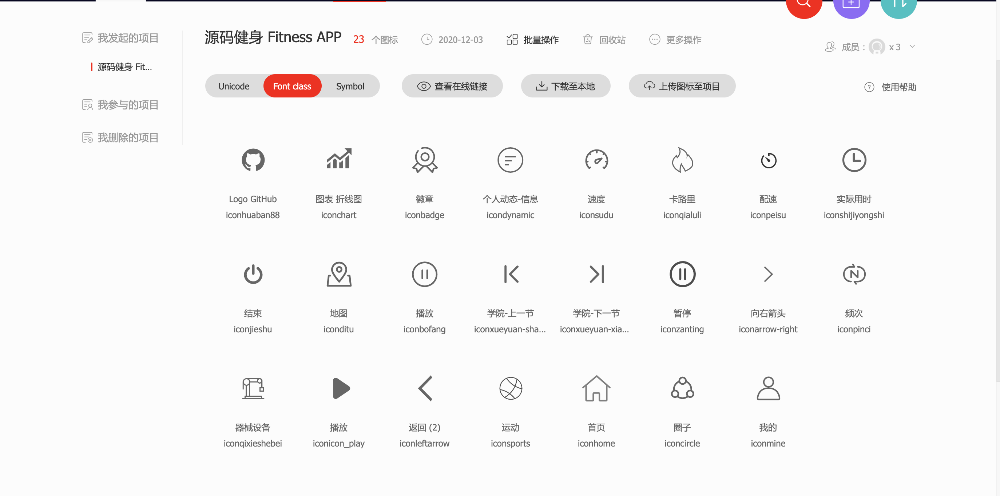 我发起的项目
源码健身 Fit...
我参与的项目
我删除的项目
源码健身 Fitness APP 23 个图标 2020-12-03 批量操作 回收站 更多操作
成员： x 3
Unicode Font class Symbol 查看在线链接 下载至本地 上传图标至项目 使用帮助
Logo GitHub 图表 折线图 徽章 个人动态-信息 速度 卡路里 配速 实际用时
iconhuaban88 iconchart iconbadge icondynamic iconsudu iconqialuli iconpeisu iconshijiyongshi
结束 地图 播放 学院-上一节 学院-下一节 暂停 向右箭头 频次
iconjieshu iconditu iconbofang iconxueyuan-sha... iconxueyuan-xia... iconzanting iconarrow-right iconpinci
器械设备 播放 返回 (2) 运动 首页 圈子 我的
iconqixieshebei iconicon_play iconleftarrow iconsports iconhome iconcircle iconmine